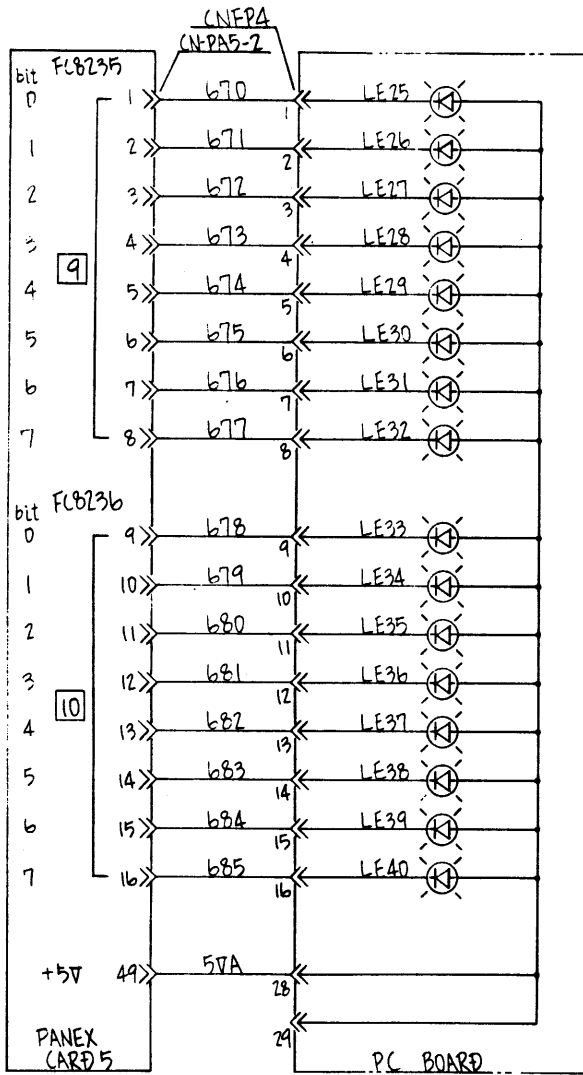 CNFP4
CN-PA5-2
bit FC8235
0 1 670 1 LE25
1 2 671 2 LE26
2 3 672 3 LE27
3 4 673 4 LE28
9
4 5 674 5 LE29
5 6 675 6 LE30
6 7 676 7 LE31
7 8 677 8 LE32
bit FC8236
0 9 678 9 LE33
1 10 679 10 LE34
2 11 680 11 LE35
3 12 681 12 LE36
10
4 13 682 13 LE37
5 14 683 14 LE38
6 15 684 15 LE39
7 16 685 16 LE40
+5V 49 5VA 28
29
PANEX
CARD 5
PC BOARD